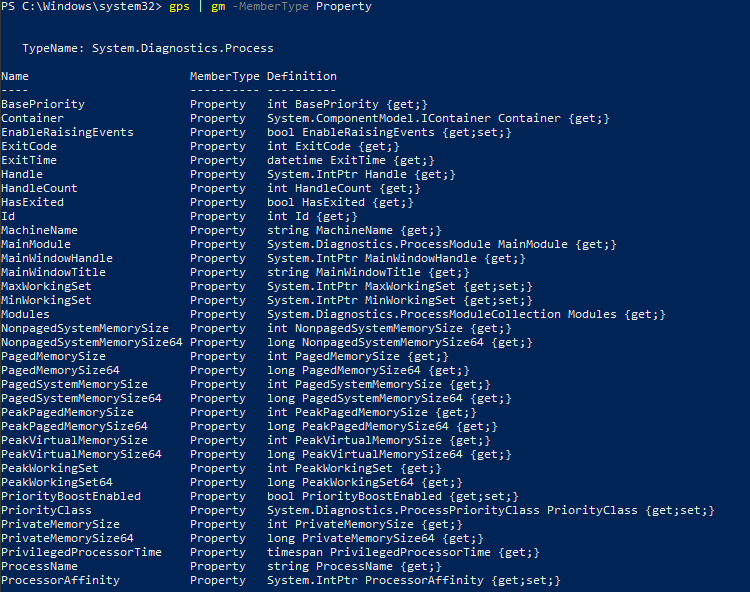 PS C:\Windows\system32> gps | gm -MemberType Property
TypeName: System.Diagnostics.Process
Name MemberType Definition
---- ---------- ----------
BasePriority Property int BasePriority {get;}
Container Property System.ComponentModel.IContainer Container {get;}
EnableRaisingEvents Property bool EnableRaisingEvents {get;set;}
ExitCode Property int ExitCode {get;}
ExitTime Property datetime ExitTime {get;}
Handle Property System.IntPtr Handle {get;}
HandleCount Property int HandleCount {get;}
HasExited Property bool HasExited {get;}
Id Property int Id {get;}
MachineName Property string MachineName {get;}
MainModule Property System.Diagnostics.ProcessModule MainModule {get;}
MainWindowHandle Property System.IntPtr MainWindowHandle {get;}
MainWindowTitle Property string MainWindowTitle {get;}
MaxWorkingSet Property System.IntPtr MaxWorkingSet {get;set;}
MinWorkingSet Property System.IntPtr MinWorkingSet {get;set;}
Modules Property System.Diagnostics.ProcessModuleCollection Modules {get;}
NonpagedSystemMemorySize Property int NonpagedSystemMemorySize {get;}
NonpagedSystemMemorySize64 Property long NonpagedSystemMemorySize64 {get;}
PagedMemorySize Property int PagedMemorySize {get;}
PagedMemorySize64 Property long PagedMemorySize64 {get;}
PagedSystemMemorySize Property int PagedSystemMemorySize {get;}
PagedSystemMemorySize64 Property long PagedSystemMemorySize64 {get;}
PeakPagedMemorySize Property int PeakPagedMemorySize {get;}
PeakPagedMemorySize64 Property long PeakPagedMemorySize64 {get;}
PeakVirtualMemorySize Property int PeakVirtualMemorySize {get;}
PeakVirtualMemorySize64 Property long PeakVirtualMemorySize64 {get;}
PeakWorkingSet Property int PeakWorkingSet {get;}
PeakWorkingSet64 Property long PeakWorkingSet64 {get;}
PriorityBoostEnabled Property bool PriorityBoostEnabled {get;set;}
PriorityClass Property System.Diagnostics.ProcessPriorityClass PriorityClass {get;set;}
PrivateMemorySize Property int PrivateMemorySize {get;}
PrivateMemorySize64 Property long PrivateMemorySize64 {get;}
PrivilegedProcessorTime Property timespan PrivilegedProcessorTime {get;}
ProcessName Property string ProcessName {get;}
ProcessorAffinity Property System.IntPtr ProcessorAffinity {get;set;}